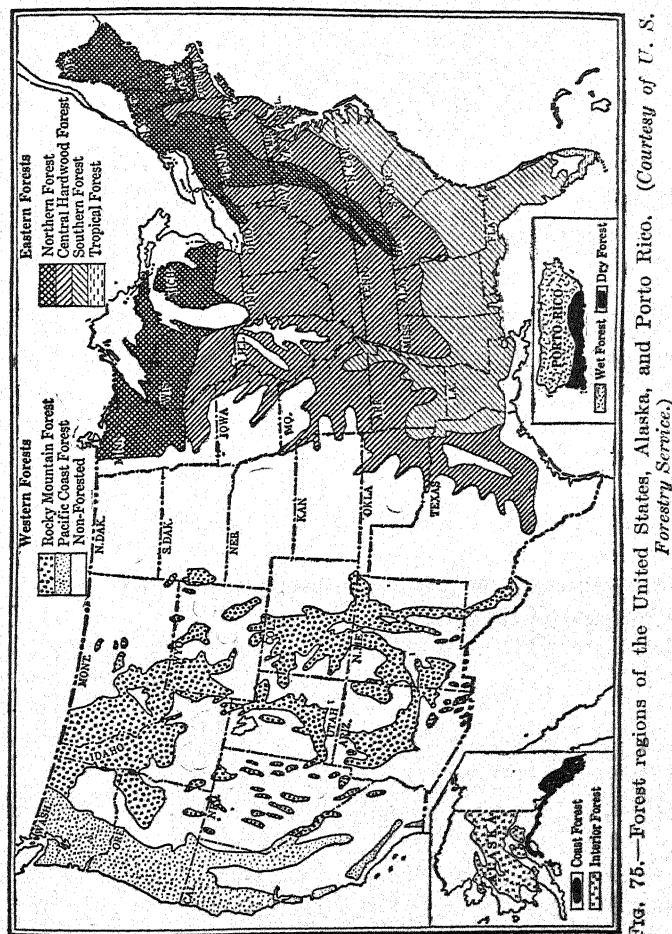 Western Forests
Rocky Mountain Forest
Pacific Coast Forest
Non-Forested
Eastern Forests
Northern Forest
Central Hardwood Forest
Southern Forest
Tropical Forest
WASH.
MONT.
IDAHO
N.DAK.
S.DAK.
NEB
KAN
OKLA
TEXAS
IOWA
MO.
UTAH
N.MEX.
WIS
LA.
ALASKA
Coast Forest
Interior Forest
PORTO RICO
Wet Forest
Dry Forest
FIG. 75.—Forest regions of the United States, Alaska, and Porto Rico. (Courtesy of U. S.
Forestry Service.)